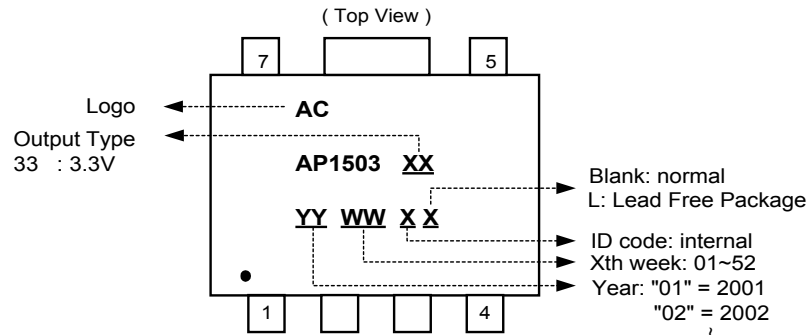 ( Top View )
7 5
Logo AC
Output Type
33 : 3.3V
AP1503 XX
Blank: normal
L: Lead Free Package
YY WW X X
ID code: internal
Xth week: 01~52
Year: "01" = 2001
"02" = 2002
~
1 4